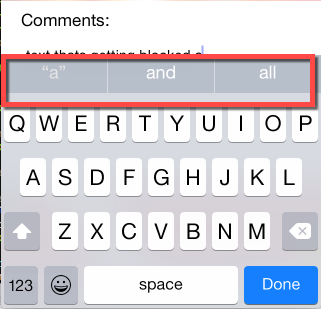 Comments:
text thats getting blocked a
“a” and all
Q W E R T Y U I O P
A S D F G H J K L
Z X C V B N M
123 space Done